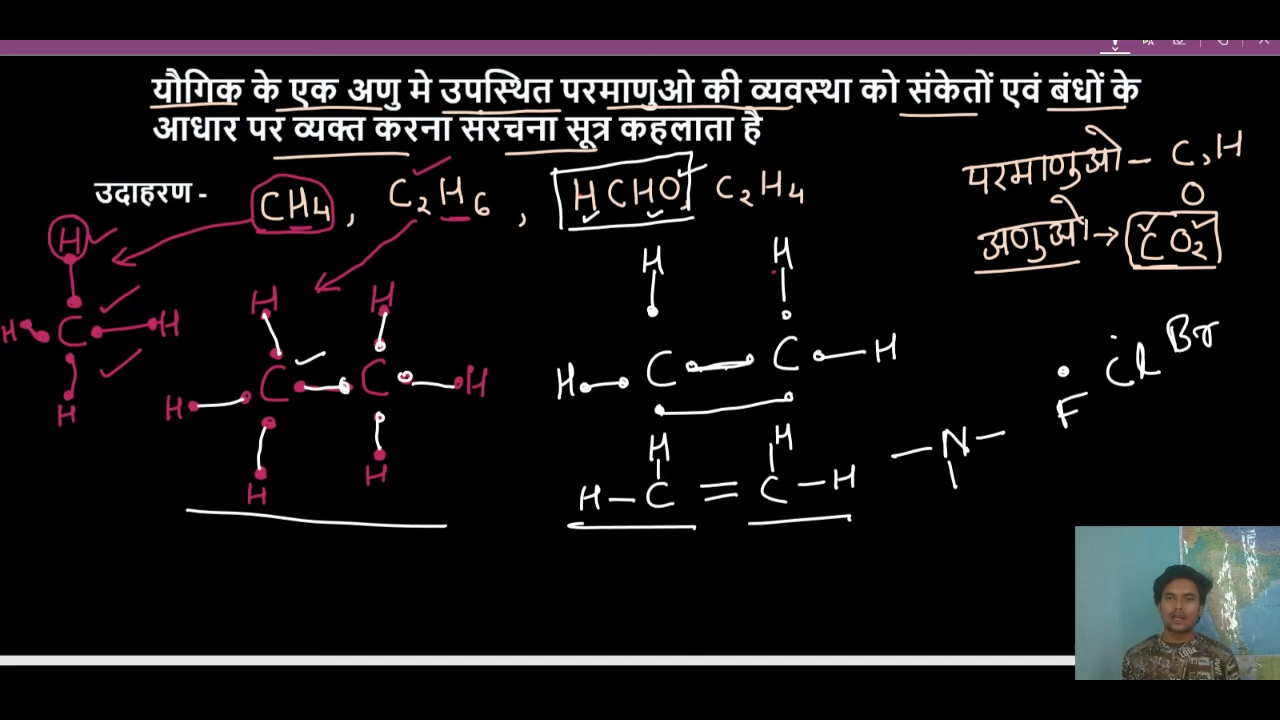 यौगिक के एक अणु मे उपस्थित परमाणुओ की व्यवस्था को संकेतों एवं बंधों के
आधार पर व्यक्त करना सरचना सूत्र कहलाता है
उदाहरण - CH4, C2H6, HCHO C2H4
परमाणुओ - C, H
O
अणुओ → CO2
H
H C H
H
H H
H C C H
H H
H H
H C C H
H H
H-C=C-H
N
F Cl Br